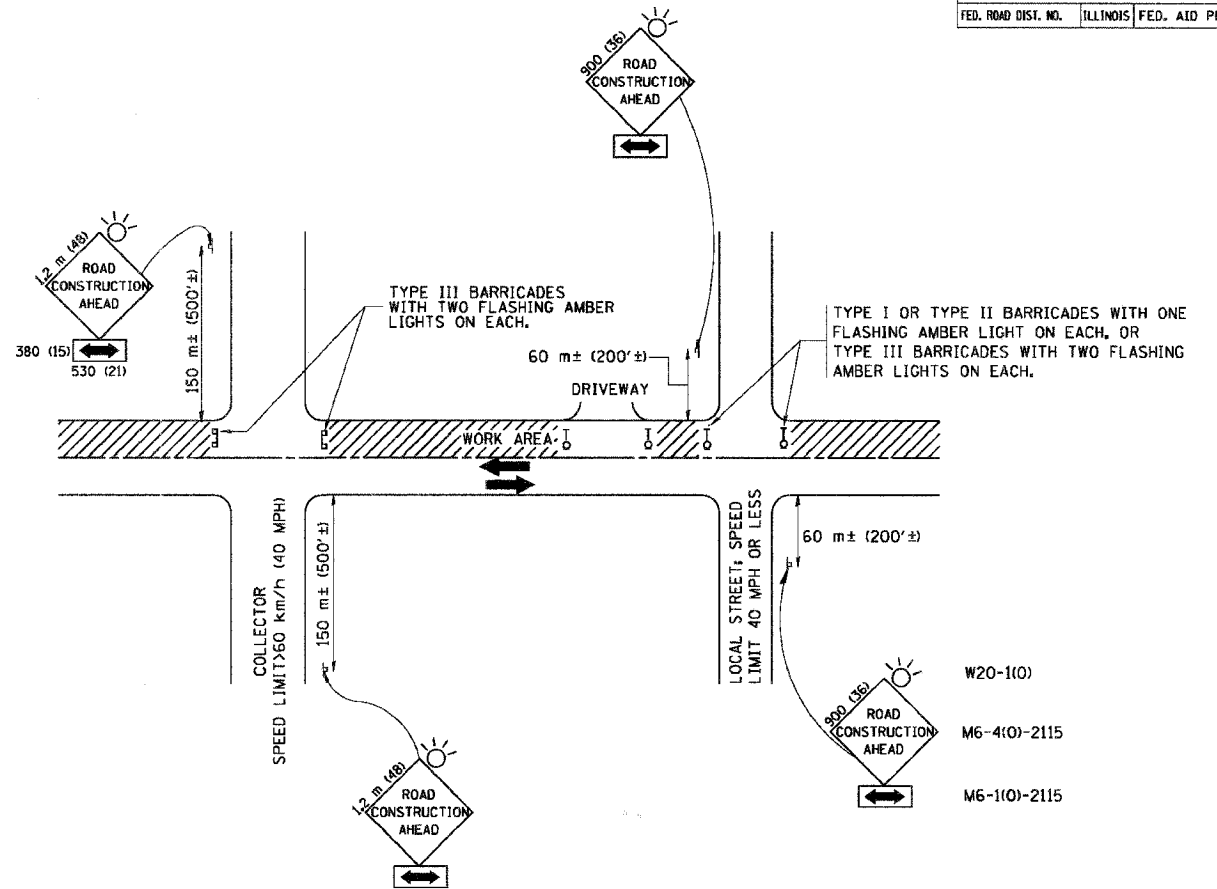 FED. ROAD DIST. NO. ILLINOIS FED. AID PR
900 (36)
ROAD
CONSTRUCTION
AHEAD
1.2 m (48)
ROAD
CONSTRUCTION
AHEAD
380 (15)
530 (21)
150 m± (500'±)
TYPE III BARRICADES
WITH TWO FLASHING AMBER
LIGHTS ON EACH.
60 m± (200'±)
DRIVEWAY
TYPE I OR TYPE II BARRICADES WITH ONE
FLASHING AMBER LIGHT ON EACH. OR
TYPE III BARRICADES WITH TWO FLASHING
AMBER LIGHTS ON EACH.
WORK AREA
COLLECTOR
SPEED LIMIT>60 km/h (40 MPH)
150 m± (500'±)
LOCAL STREET; SPEED
LIMIT 40 MPH OR LESS
60 m± (200'±)
900 (36)
ROAD
CONSTRUCTION
AHEAD
W20-1(O)
M6-4(O)-2115
M6-1(O)-2115
1.2 m (48)
ROAD
CONSTRUCTION
AHEAD